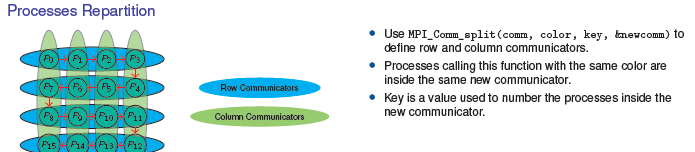 Processes Repartition
P0 P1 P2 P3
P7 P6 P5 P4
P8 P9 P10 P11
P15 P14 P13 P12
Row Communicators
Column Communicators
Use MPI_Comm_split(comm, color, key, &newcomm) to
define row and column communicators.
Processes calling this function with the same color are
inside the same new communicator.
Key is a value used to number the processes inside the
new communicator.